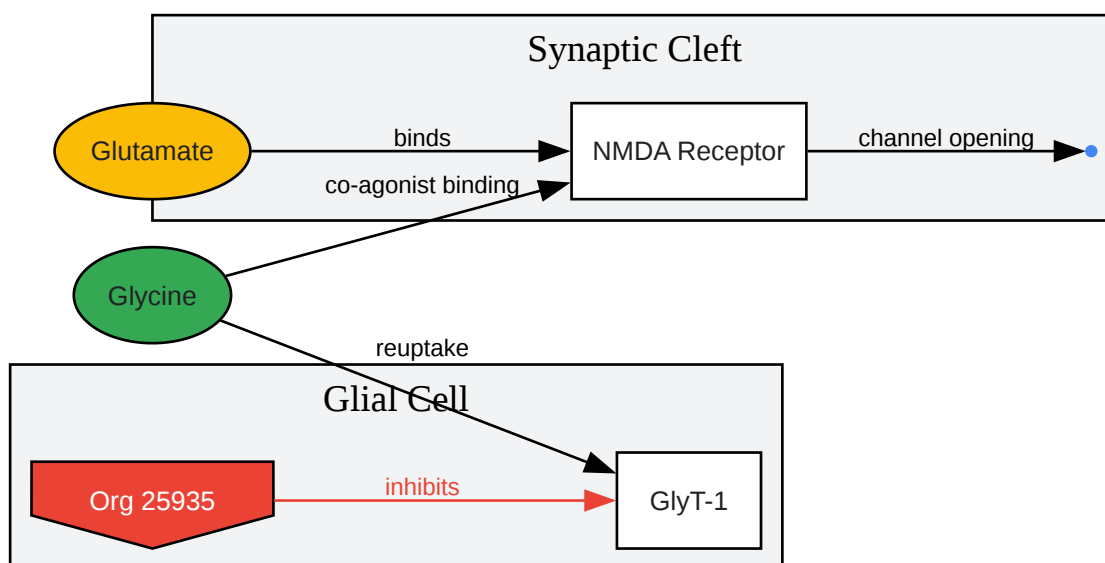 Synaptic Cleft
Glutamate
binds
NMDA Receptor
channel opening
co-agonist binding
Glycine
reuptake
Glial Cell
Org 25935
inhibits
GlyT-1